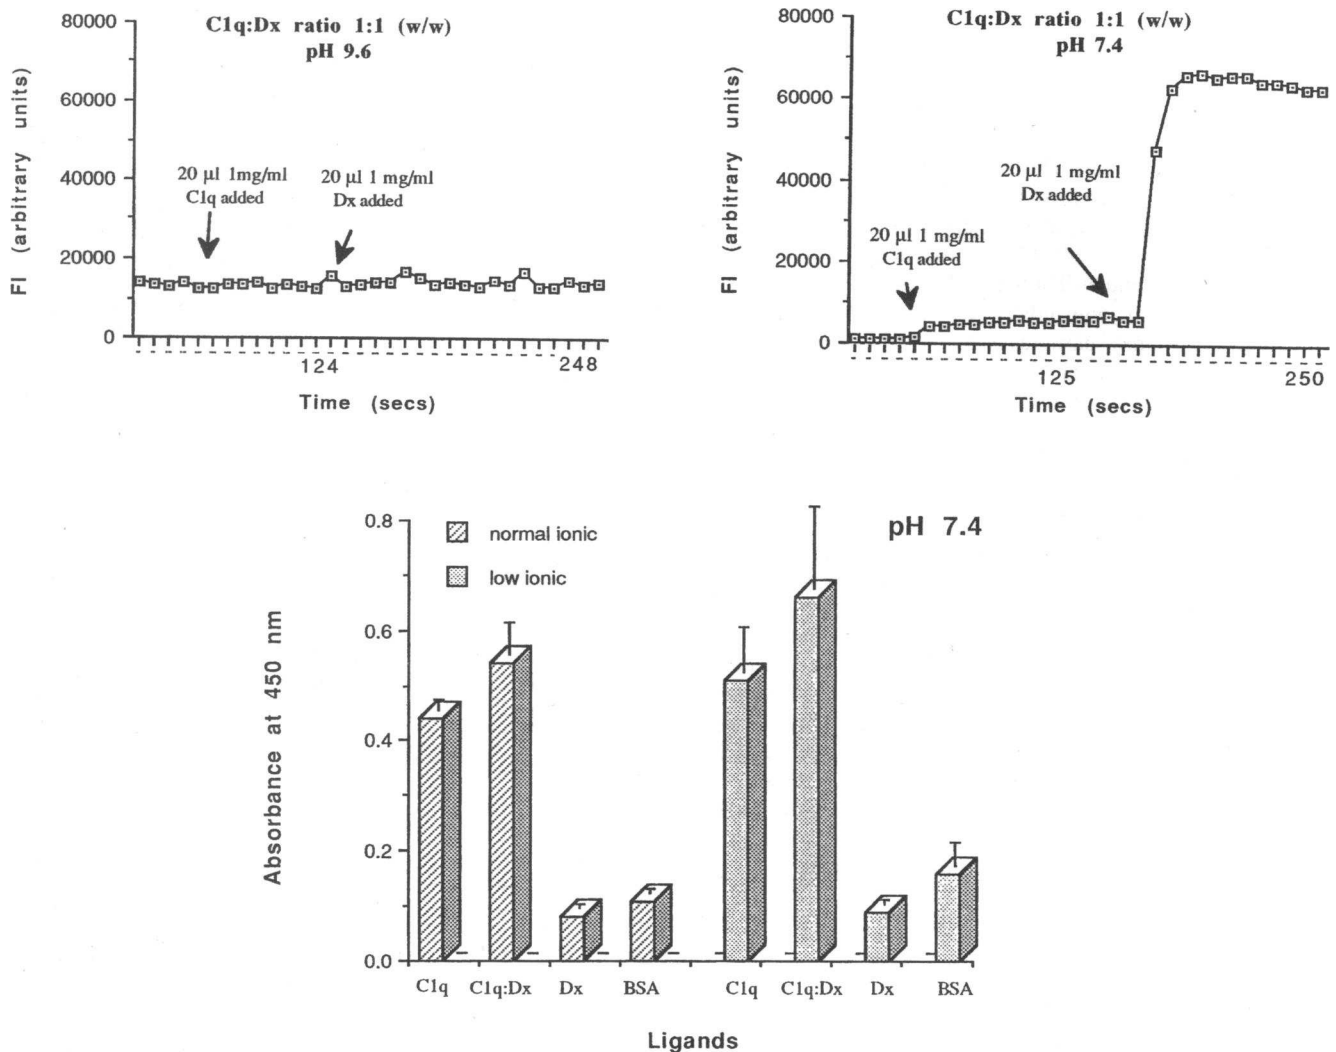 C1q:Dx ratio 1:1 (w/w)
pH 9.6
80000
60000
40000
20000
0
FI (arbitrary units)
20 µl 1mg/ml
C1q added
20 µl 1 mg/ml
Dx added
124
248
Time (secs)
C1q:Dx ratio 1:1 (w/w)
pH 7.4
80000
60000
40000
20000
0
FI (arbitrary units)
20 µl 1 mg/ml
C1q added
20 µl 1 mg/ml
Dx added
125
250
Time (secs)
pH 7.4
normal ionic
low ionic
0.8
0.6
0.4
0.2
0.0
Absorbance at 450 nm
C1q
C1q:Dx
Dx
BSA
C1q
C1q:Dx
Dx
BSA
Ligands